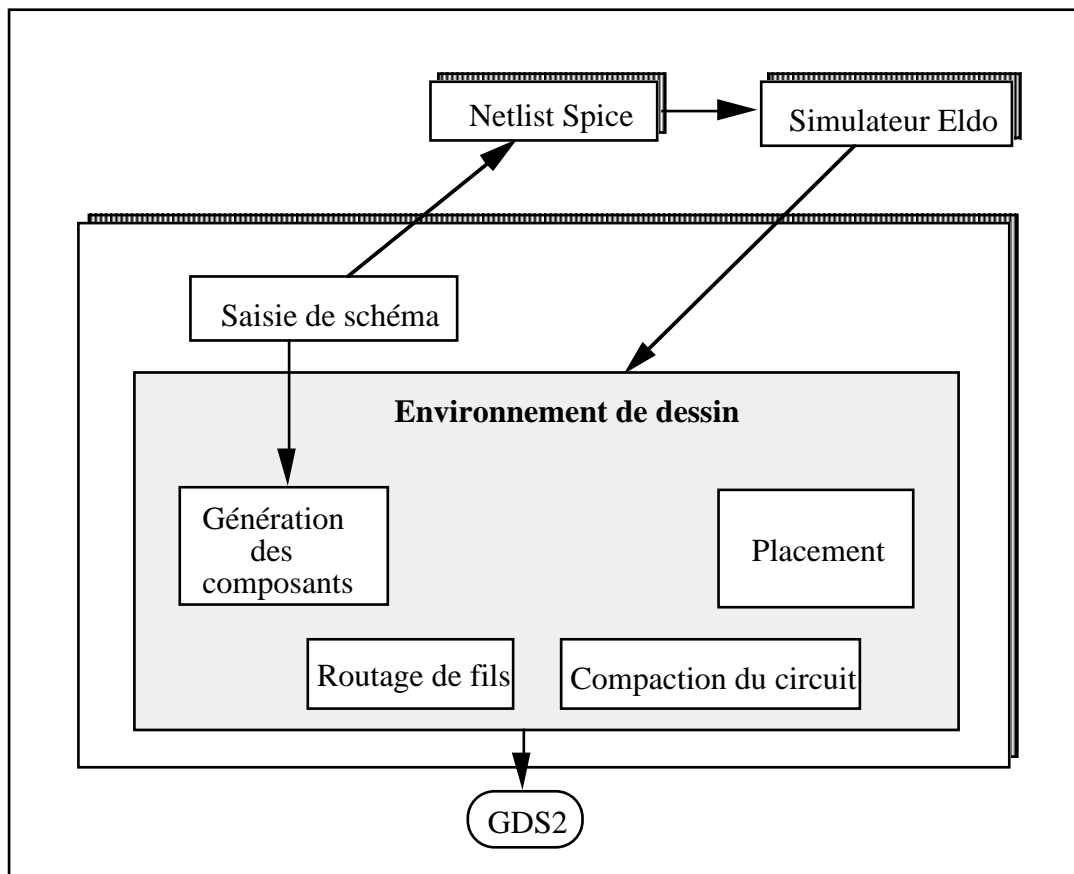 Netlist Spice
Simulateur Eldo
Saisie de schéma
Environnement de dessin
Génération
des
composants
Placement
Routage de fils
Compaction du circuit
GDS2